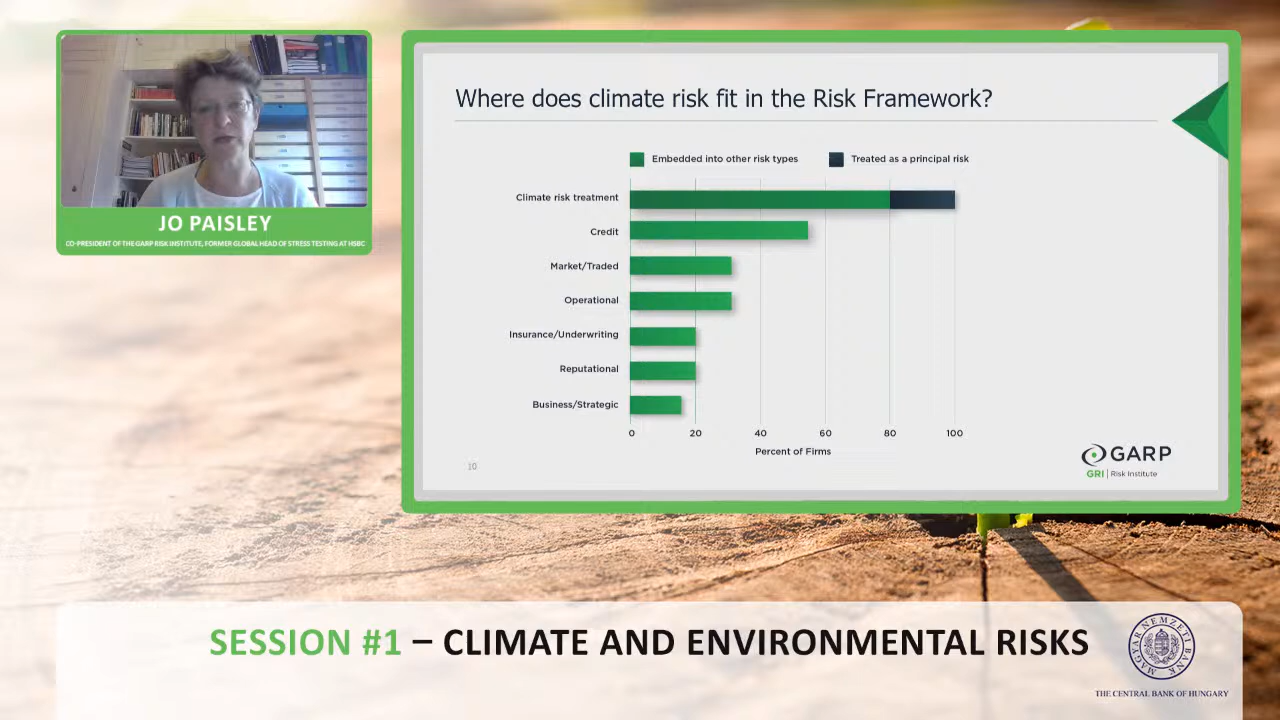 JO PAISLEY
CO-PRESIDENT OF THE GARP RISK INSTITUTE, FORMER GLOBAL HEAD OF STRESS TESTING AT HSBC
Where does climate risk fit in the Risk Framework?
Embedded into other risk types
Treated as a principal risk
Climate risk treatment
Credit
Market/Traded
Operational
Insurance/Underwriting
Reputational
Business/Strategic
0 20 40 60 80 100
Percent of Firms
10
GARP
GRI | Risk Institute
SESSION #1 – CLIMATE AND ENVIRONMENTAL RISKS
MAGYAR NEMZETI BANK
THE CENTRAL BANK OF HUNGARY